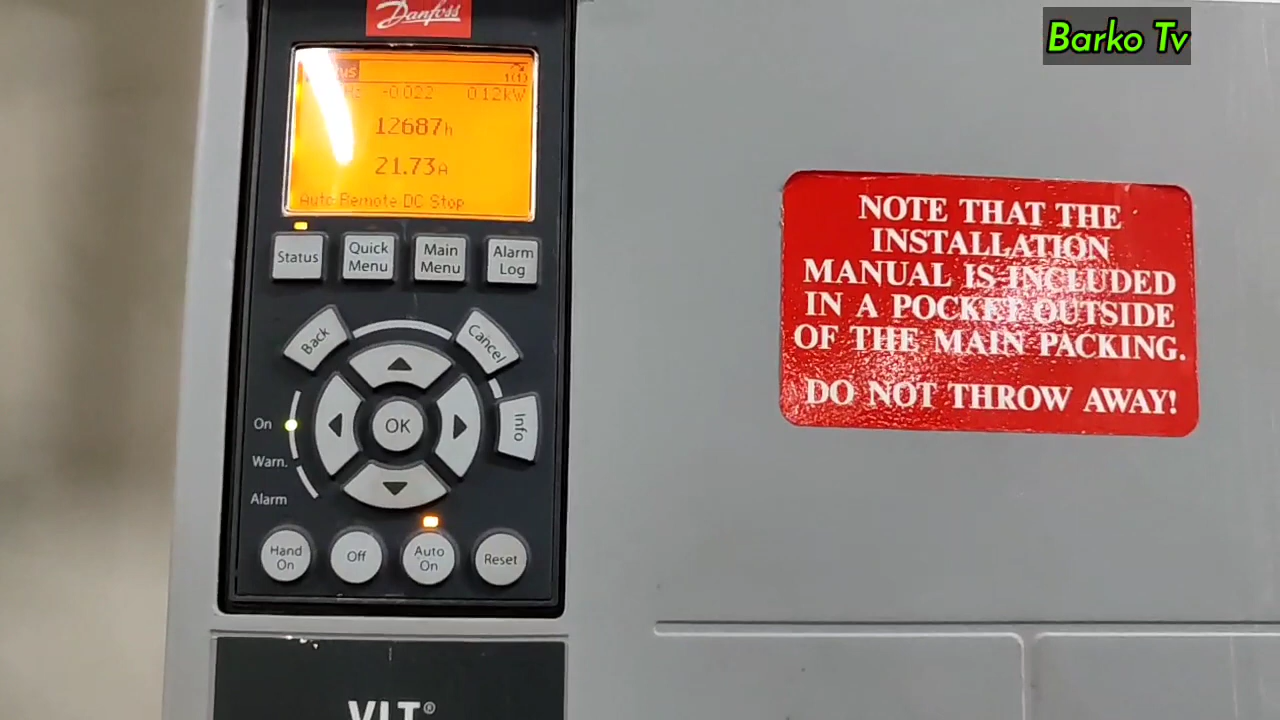 Danfoss
Barko Tv
1(1)
-0.022 0.12kW
12687h
21.73A
Auto Remote DC Stop
Status
Quick
Menu
Main
Menu
Alarm
Log
Back
Cancel
Info
OK
On
Warn.
Alarm
Hand
On
Off
Auto
On
Reset
VLT®
NOTE THAT THE
INSTALLATION
MANUAL IS INCLUDED
IN A POCKET OUTSIDE
OF THE MAIN PACKING.
DO NOT THROW AWAY!